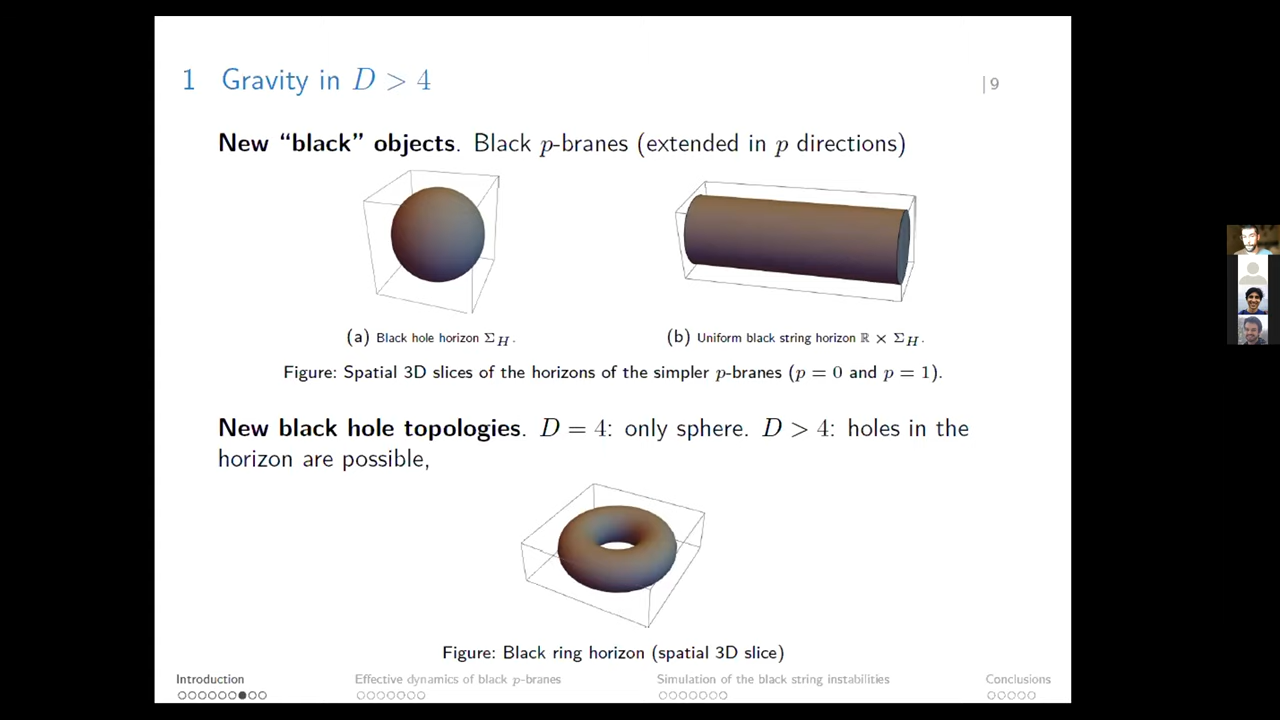 1 Gravity in D > 4
| 9
New “black” objects. Black p-branes (extended in p directions)
(a) Black hole horizon Σ_H.
(b) Uniform black string horizon ℝ × Σ_H.
Figure: Spatial 3D slices of the horizons of the simpler p-branes (p = 0 and p = 1).
New black hole topologies. D = 4: only sphere. D > 4: holes in the
horizon are possible,
Figure: Black ring horizon (spatial 3D slice)
Introduction
Effective dynamics of black p-branes
Simulation of the black string instabilities
Conclusions